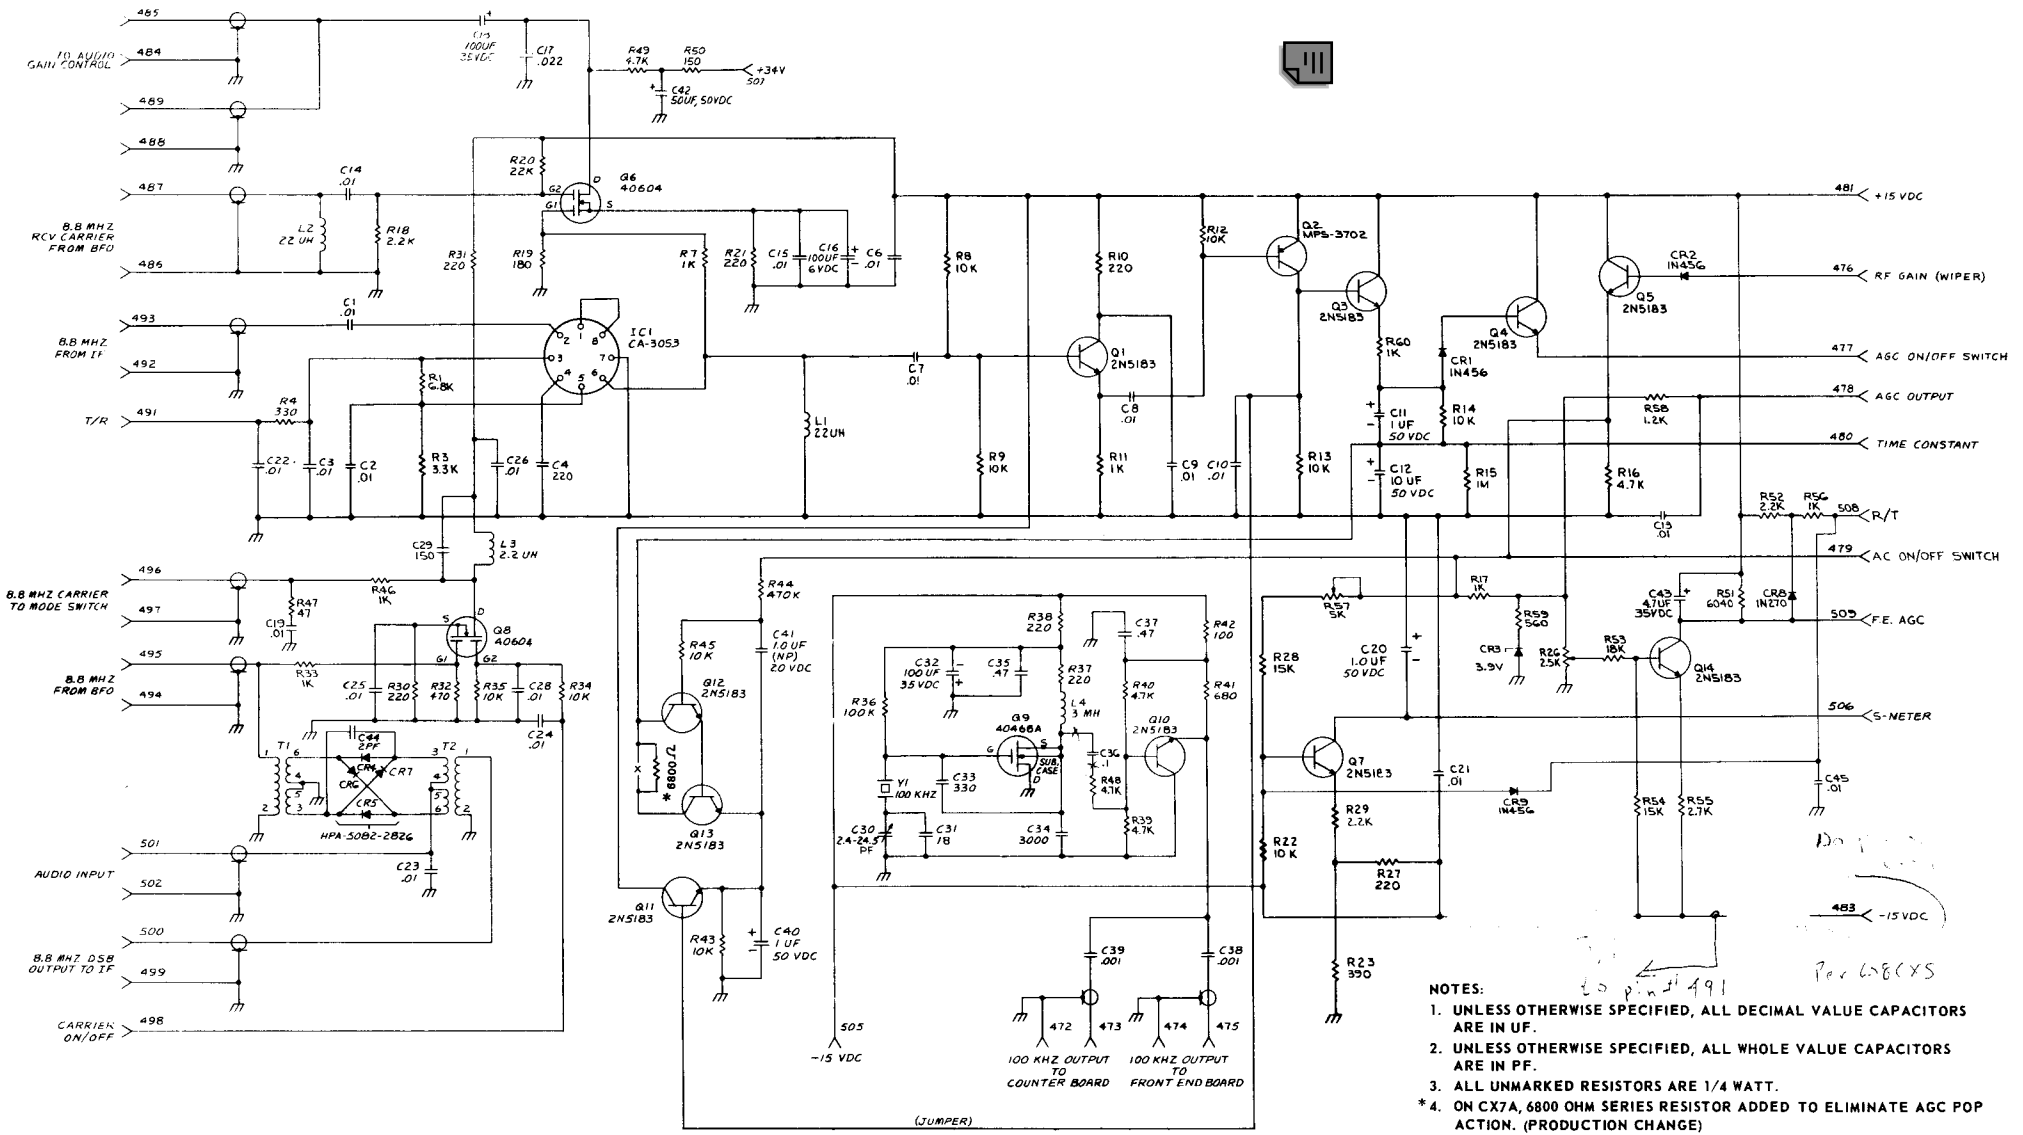 485
484
TO AUDIO
GAIN CONTROL
489
488
487
8.8 MHZ
RCV CARRIER
FROM BFO
486
493
8.8 MHZ
FROM IF
492
T/R
491
496
8.8 MHZ CARRIER
TO MODE SWITCH
497
495
8.8 MHZ
FROM BFO
494
501
AUDIO INPUT
502
500
8.8 MHZ DSB
OUTPUT TO IF
499
CARRIER
ON/OFF
498
100UF
35VDC
C17
.022
R49
4.7K
R50
150
+34V
507
C42
50UF, 50VDC
C14
.01
L2
22 UH
R18
2.2K
R20
22K
Q6
40604
D
G2
G1
S
R31
220
R19
180
R7
1K
R21
220
C15
.01
C16
100UF
6VDC
C6
.01
C1
.01
IC1
CA-3053
1
2
3
4
5
6
7
8
R4
330
R1
6.8K
R3
3.3K
C22
.01
C3
.01
C2
.01
C26
.01
C4
220
L1
22UH
C7
.01
R8
10K
R9
10K
R10
220
Q1
2N5183
C8
.01
R11
1K
C9
.01
C10
.01
R12
10K
Q2
MPS-3702
R13
10K
Q3
2N5183
R60
1K
CR1
1N456
C11
1 UF
50 VDC
R14
10K
C12
10 UF
50 VDC
R15
1M
Q4
2N5183
Q5
2N5183
CR2
1N456
R16
4.7K
R58
1.2K
C13
.01
481
+15 VDC
476
RF GAIN (WIPER)
477
AGC ON/OFF SWITCH
478
AGC OUTPUT
480
TIME CONSTANT
R52
2.2K
R56
1K
508
R/T
479
AC ON/OFF SWITCH
509
F.E. AGC
506
S-METER
483
-15 VDC
C29
150
L3
2.2 UH
R46
1K
R47
47
C19
.01
Q8
40604
S
D
G1
G2
R33
1K
C25
.01
R30
220
R32
470
R35
10K
C28
.01
R34
10K
C24
.01
C44
2PF
T1
T2
CR4
CR6
CR7
CR5
HPA-5082-2826
C23
.01
R44
470K
R45
10K
C41
1.0 UF
(NP)
20 VDC
Q12
2N5183
6800Ω
*
Q13
2N5183
Q11
2N5183
R43
10K
C40
1 UF
50 VDC
R38
220
C37
.47
R42
100
C32
100 UF
35 VDC
C35
.47
R37
220
R36
100K
L4
3 MH
R40
4.7K
R41
680
Q9
40468A
G
S
SUB.
CASE
D
Q10
2N5183
C36
.1
R48
4.7K
Y1
100 KHZ
C33
330
C30
2.4-24.5
PF
C31
18
C34
3000
R39
4.7K
C39
.001
C38
.001
505
-15 VDC
472
473
474
475
100 KHZ OUTPUT
TO
COUNTER BOARD
100 KHZ OUTPUT
TO
FRONT END BOARD
(JUMPER)
R57
5K
R17
1K
R28
15K
C20
1.0 UF
50 VDC
R59
560
CR3
3.9V
R26
2.5K
R53
18K
C43
4.7UF
35VDC
R51
6040
CR8
1N270
Q14
2N5183
Q7
2N5183
C21
.01
CR9
1N456
R54
15K
R55
2.7K
C45
.01
R29
2.2K
R22
10 K
R27
220
R23
390
to pin # 491
NOTES:
1. UNLESS OTHERWISE SPECIFIED, ALL DECIMAL VALUE CAPACITORS
ARE IN UF.
2. UNLESS OTHERWISE SPECIFIED, ALL WHOLE VALUE CAPACITORS
ARE IN PF.
3. ALL UNMARKED RESISTORS ARE 1/4 WATT.
*4. ON CX7A, 6800 OHM SERIES RESISTOR ADDED TO ELIMINATE AGC POP
ACTION. (PRODUCTION CHANGE)